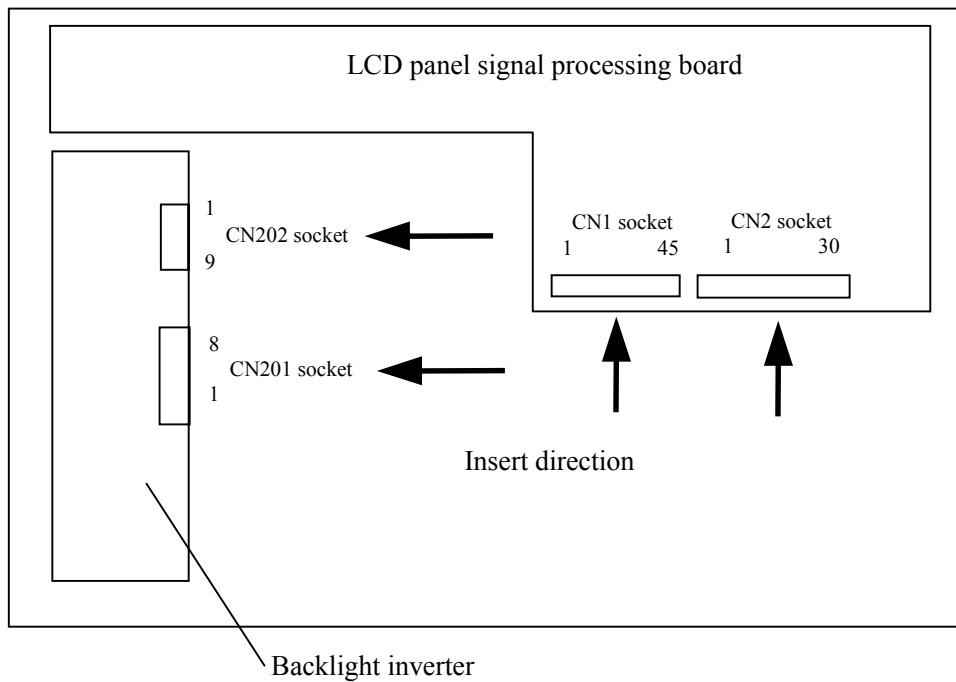 LCD panel signal processing board
1
CN202 socket
9
CN1 socket
1 45
CN2 socket
1 30
8
CN201 socket
1
Insert direction
Backlight inverter